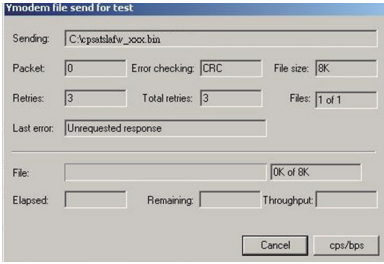 Ymodem file send for test
Sending: C:\cpsatslafw_xxx.bin
Packet: 0 Error checking: CRC File size: 8K
Retries: 3 Total retries: 3 Files: 1 of 1
Last error: Unrequested response
File: 0K of 8K
Elapsed: Remaining: Throughput:
Cancel cps/bps